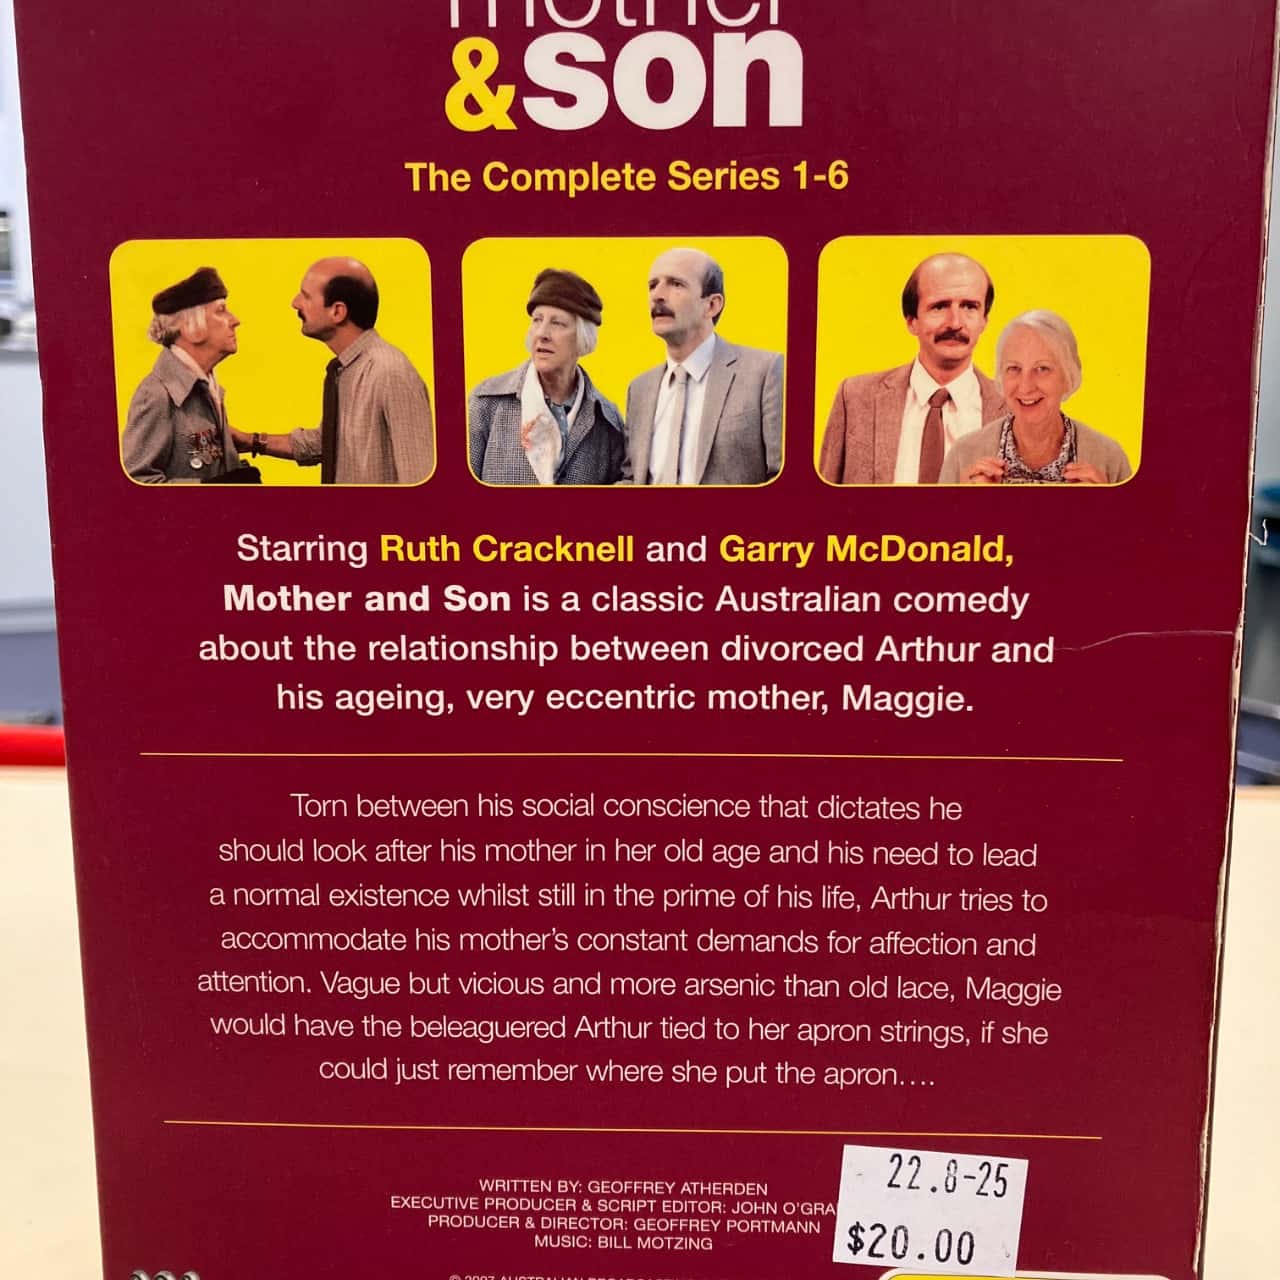 mother
&son
The Complete Series 1-6
Starring Ruth Cracknell and Garry McDonald,
Mother and Son is a classic Australian comedy
about the relationship between divorced Arthur and
his ageing, very eccentric mother, Maggie.
Torn between his social conscience that dictates he
should look after his mother in her old age and his need to lead
a normal existence whilst still in the prime of his life, Arthur tries to
accommodate his mother's constant demands for affection and
attention. Vague but vicious and more arsenic than old lace, Maggie
would have the beleaguered Arthur tied to her apron strings, if she
could just remember where she put the apron....
WRITTEN BY: GEOFFREY ATHERDEN
EXECUTIVE PRODUCER & SCRIPT EDITOR: JOHN O'GRA
PRODUCER & DIRECTOR: GEOFFREY PORTMANN
MUSIC: BILL MOTZING
22.8-25
$20.00